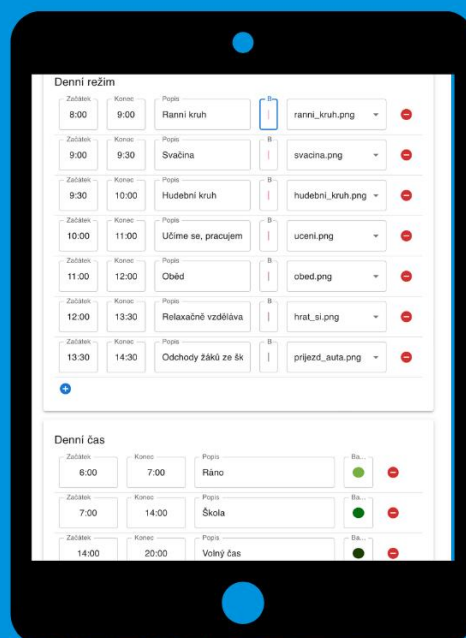 Denní režim
Začátek Konec Popis B
8:00 9:00 Ranní kruh ranni_kruh.png
Začátek Konec Popis B
9:00 9:30 Svačina svacina.png
Začátek Konec Popis B
9:30 10:00 Hudební kruh hudebni_kruh.png
Začátek Konec Popis B
10:00 11:00 Učíme se, pracujem uceni.png
Začátek Konec Popis B
11:00 12:00 Oběd obed.png
Začátek Konec Popis B
12:00 13:30 Relaxačně vzděláva hrat_si.png
Začátek Konec Popis B
13:30 14:30 Odchody žáků ze šk prijezd_auta.png
Denní čas
Začátek Konec Popis Ba...
6:00 7:00 Ráno
Začátek Konec Popis Ba...
7:00 14:00 Škola
Začátek Konec Popis Ba...
14:00 20:00 Volný čas